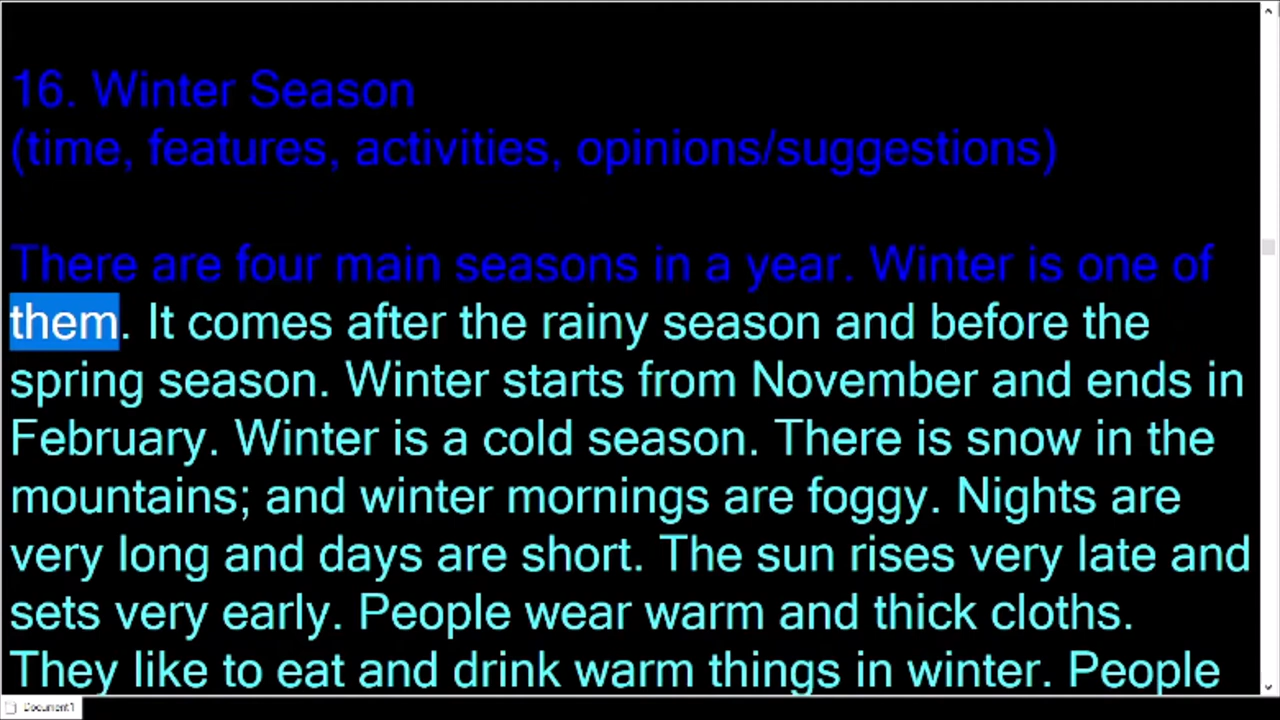 16. Winter Season
(time, features, activities, opinions/suggestions)
There are four main seasons in a year. Winter is one of
them. It comes after the rainy season and before the
spring season. Winter starts from November and ends in
February. Winter is a cold season. There is snow in the
mountains; and winter mornings are foggy. Nights are
very long and days are short. The sun rises very late and
sets very early. People wear warm and thick cloths.
They like to eat and drink warm things in winter. People
Document1